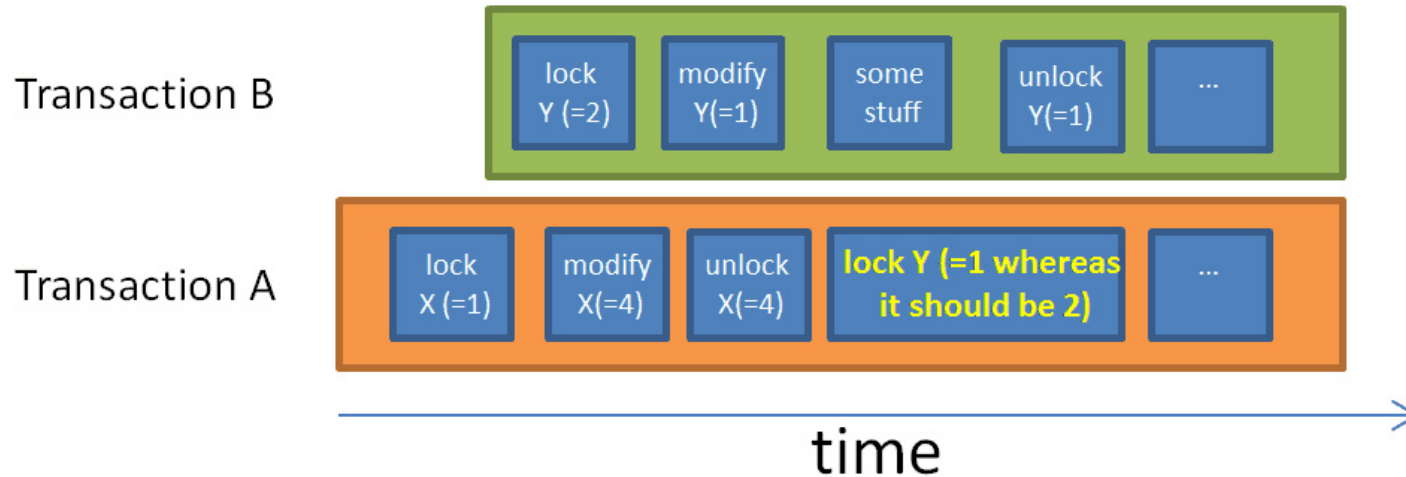 Transaction B
lock
Y (=2)
modify
Y(=1)
some
stuff
unlock
Y(=1)
...
Transaction A
lock
X (=1)
modify
X(=4)
unlock
X(=4)
lock Y (=1 whereas
it should be 2)
...
time